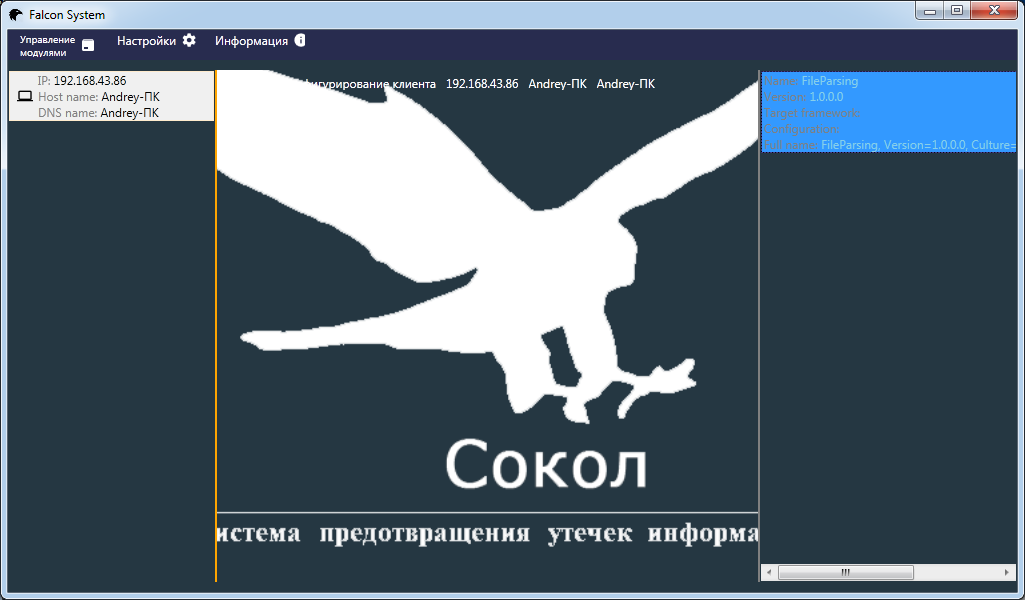 Falcon System
Управление
модулями
Настройки
Информация
IP: 192.168.43.86
Host name: Andrey-ПК
DNS name: Andrey-ПК
клиента 192.168.43.86 Andrey-ПК Andrey-ПК
Name: FileParsing
Version: 1.0.0.0
Target framework:
Configuration:
Full name: FileParsing, Version=1.0.0.0, Culture=
Сокол
истема предотвращения утечек информа